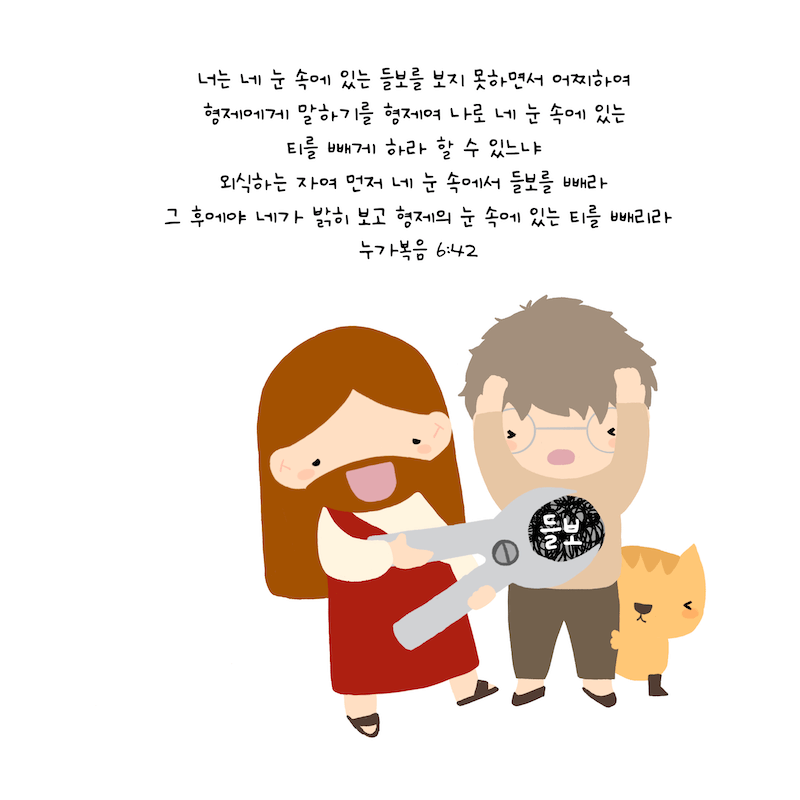 너는 네 눈 속에 있는 들보를 보지 못하면서 어찌하여
형제에게 말하기를 형제여 나로 네 눈 속에 있는
티를 빼게 하라 할 수 있느냐
외식하는 자여 먼저 네 눈 속에서 들보를 빼라
그 후에야 네가 밝히 보고 형제의 눈 속에 있는 티를 빼리라
누가복음 6:42
들보